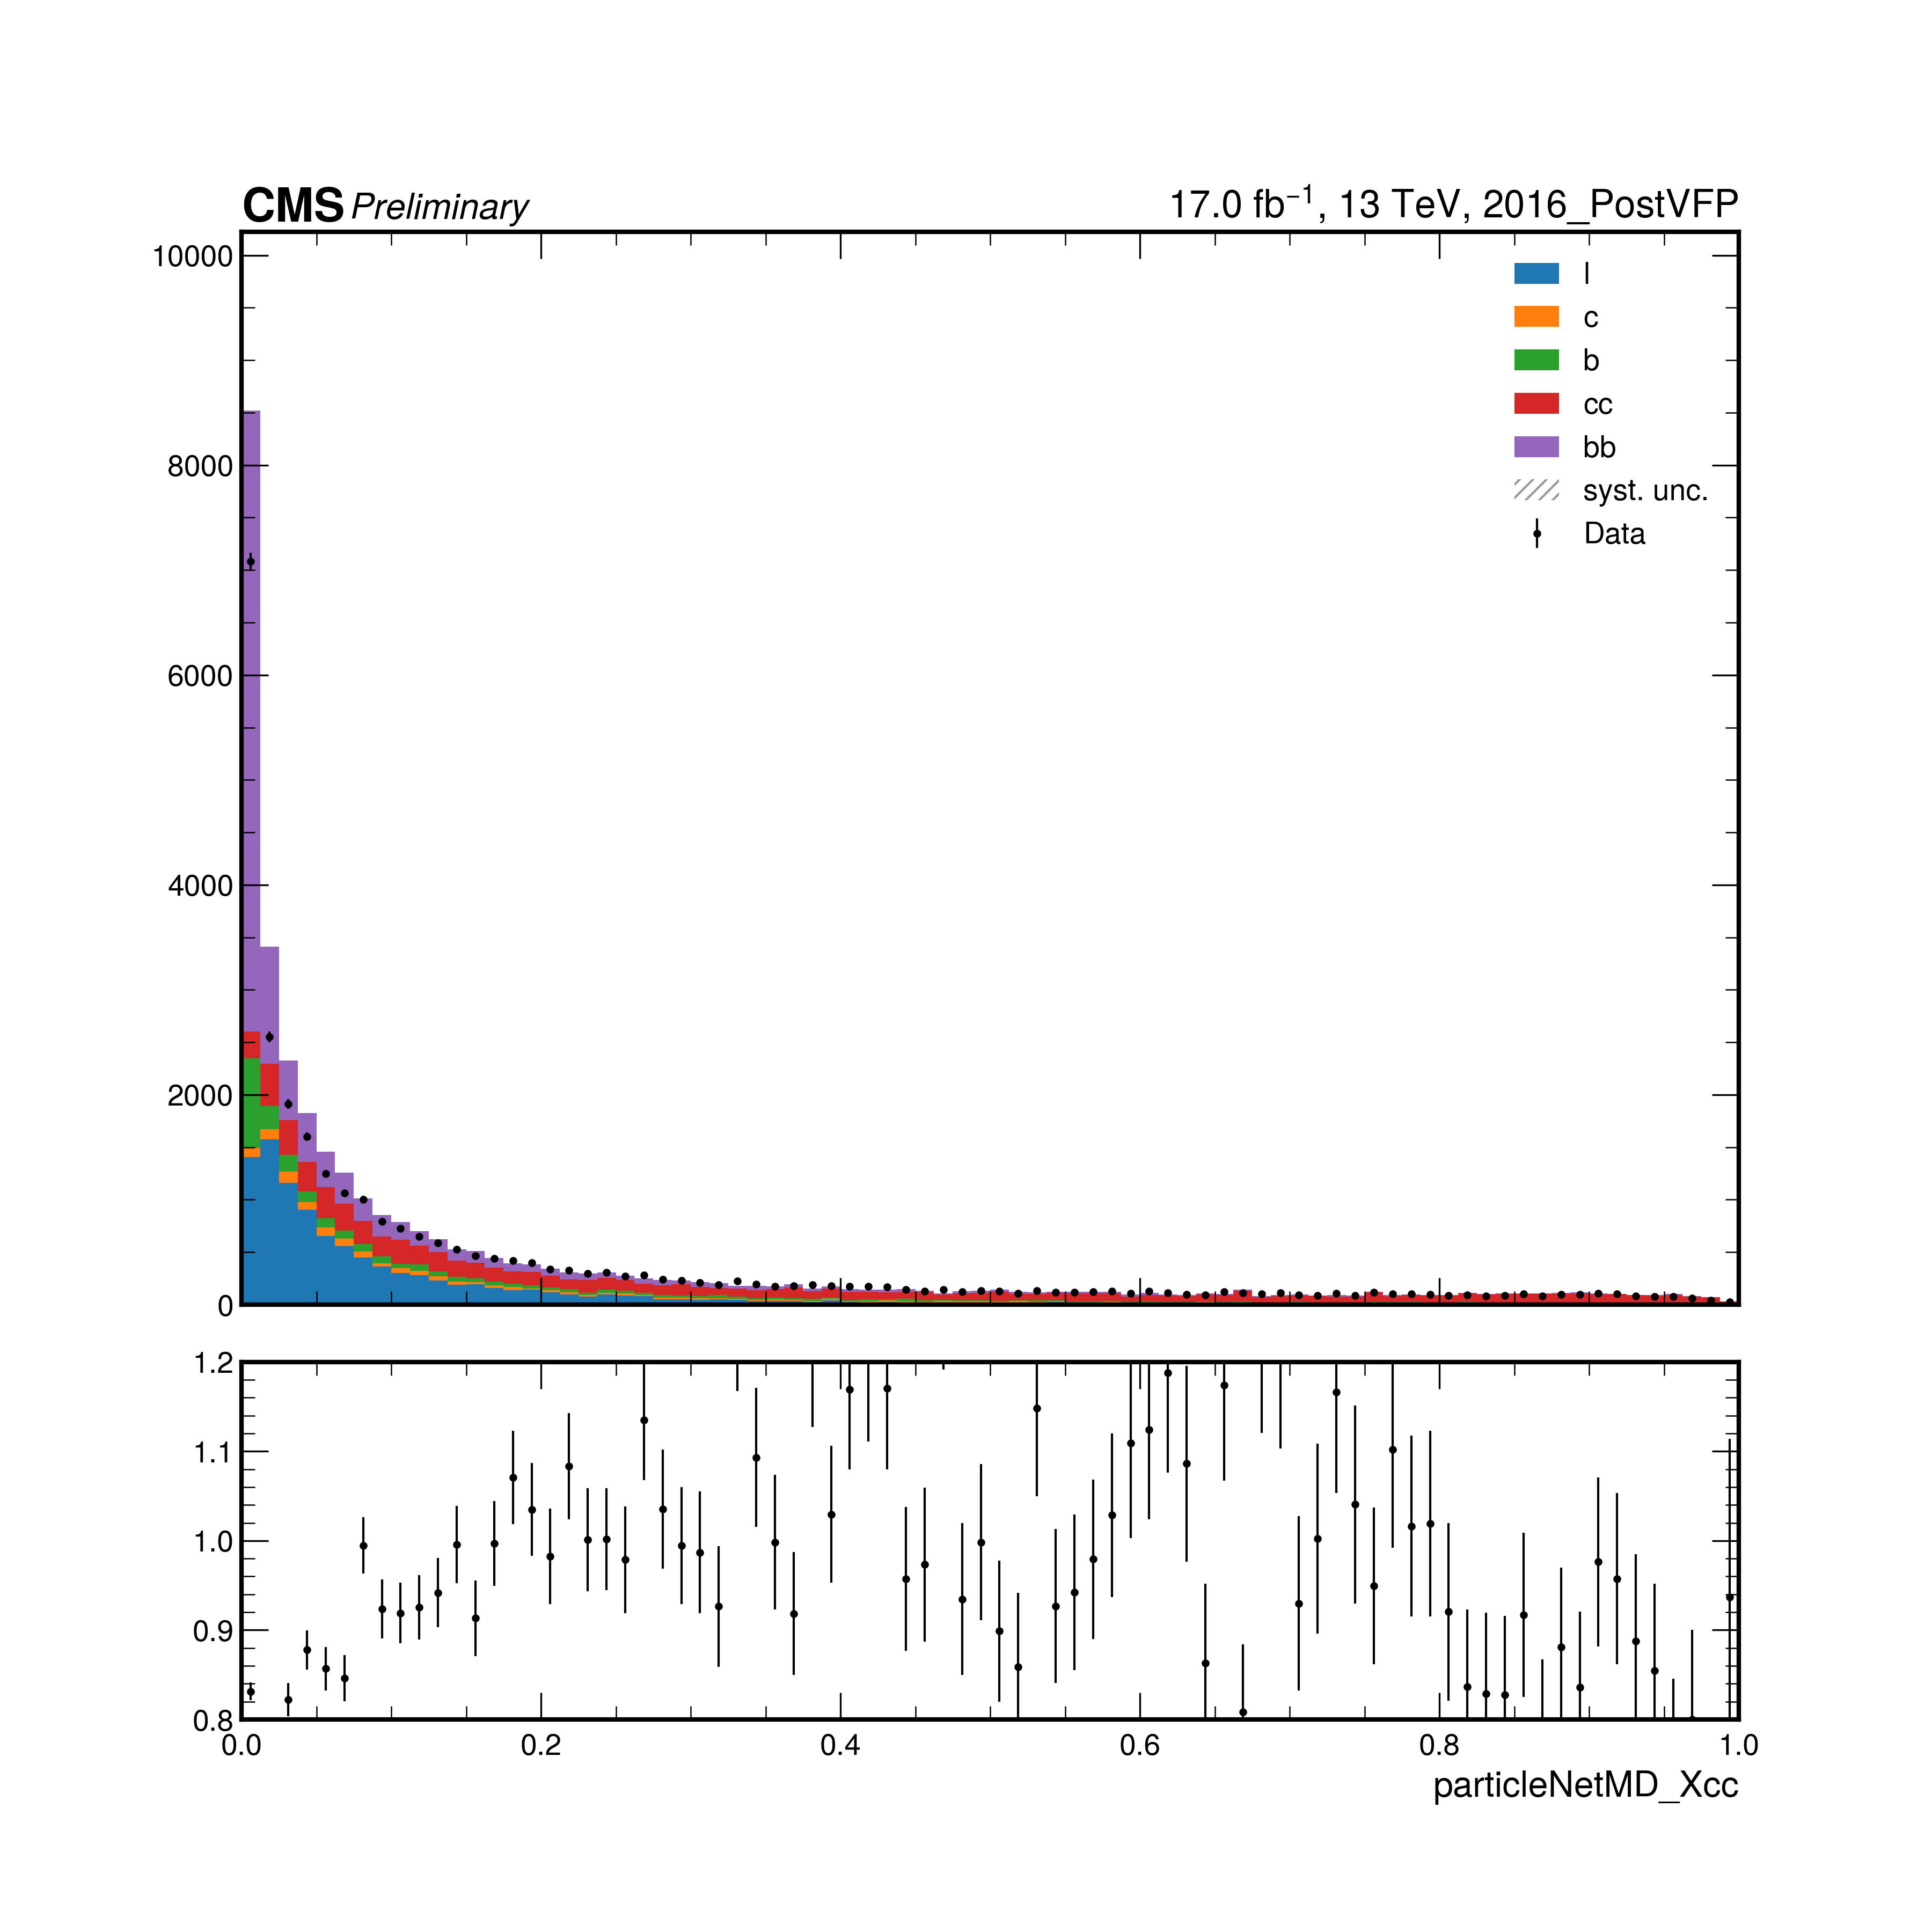 CMS Preliminary 17.0 fb⁻¹, 13 TeV, 2016_PostVFP
10000
8000
6000
4000
2000
0
l
c
b
cc
bb
syst. unc.
Data
1.2
1.1
1.0
0.9
0.8
0.0 0.2 0.4 0.6 0.8 1.0
particleNetMD_Xcc